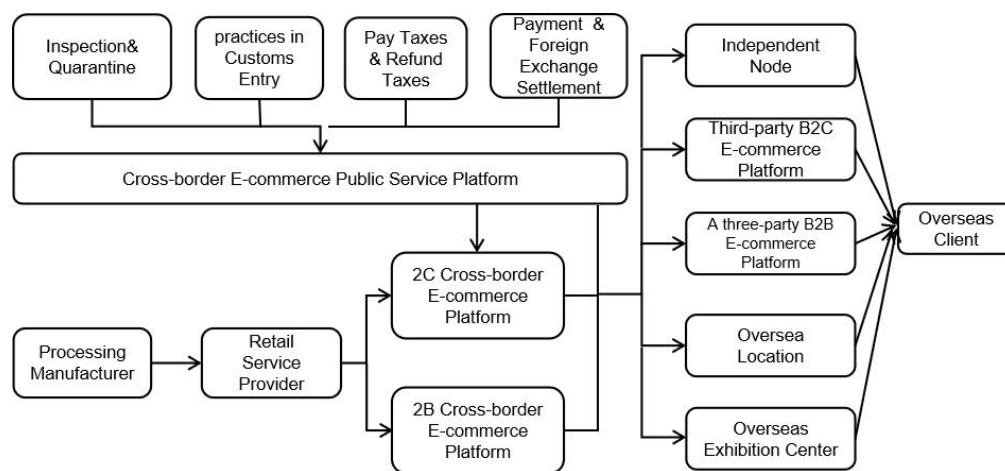 Inspection&
Quarantine
practices in
Customs
Entry
Pay Taxes
& Refund
Taxes
Payment &
Foreign
Exchange
Settlement
Cross-border E-commerce Public Service Platform
Processing
Manufacturer
Retail
Service
Provider
2C Cross-border
E-commerce
Platform
2B Cross-border
E-commerce
Platform
Independent
Node
Third-party B2C
E-commerce
Platform
A three-party B2B
E-commerce
Platform
Oversea
Location
Overseas
Exhibition Center
Overseas
Client